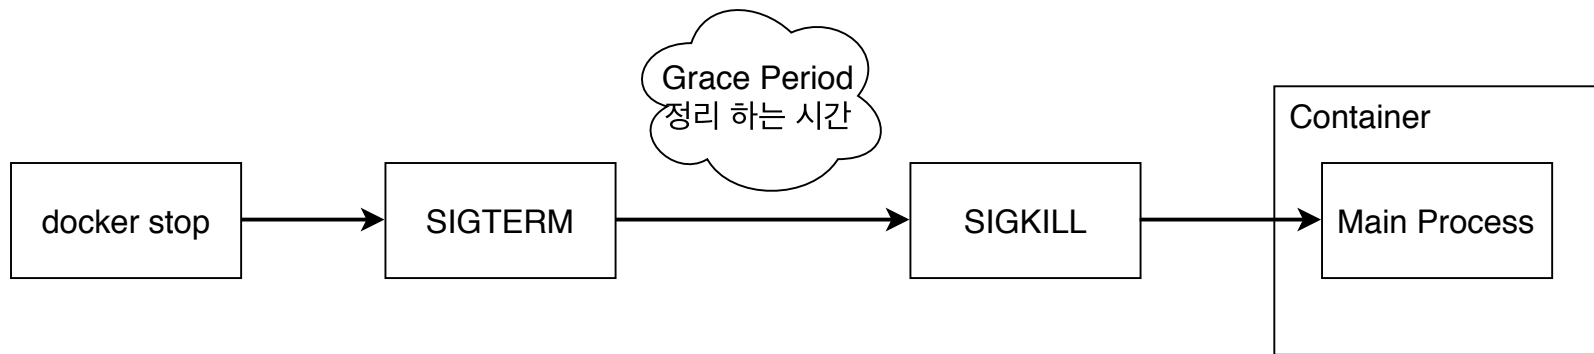 Grace Period
정리 하는 시간
Container
docker stop
SIGTERM
SIGKILL
Main Process